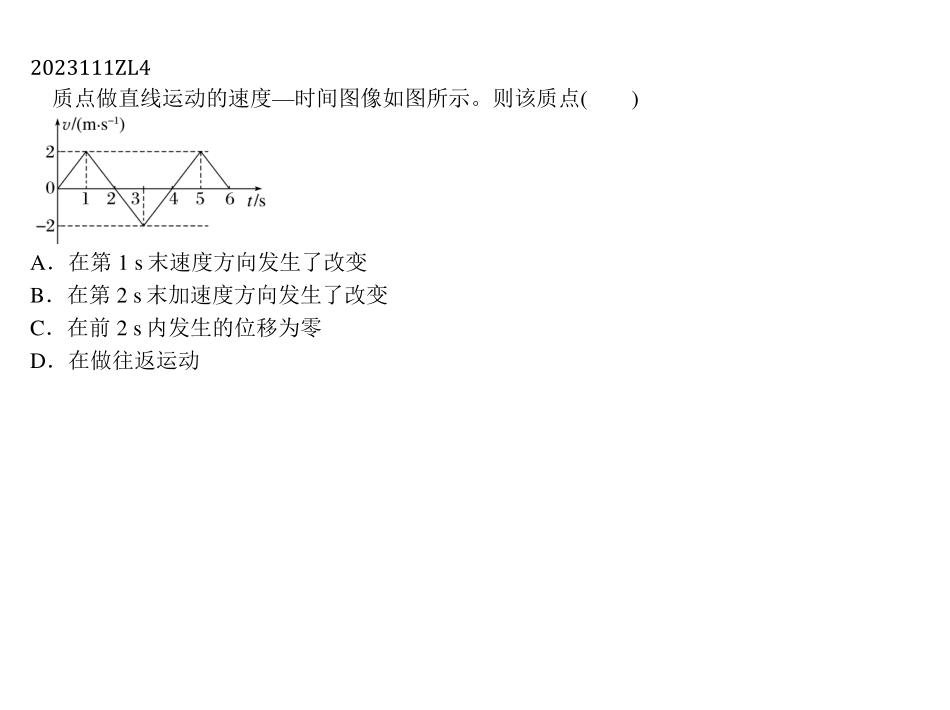 2023111ZL4
质点做直线运动的速度—时间图像如图所示。则该质点(　　)
v/(m·s⁻¹)
2
0 1 2 3 4 5 6 t/s
−2
A．在第 1 s 末速度方向发生了改变
B．在第 2 s 末加速度方向发生了改变
C．在前 2 s 内发生的位移为零
D．在做往返运动